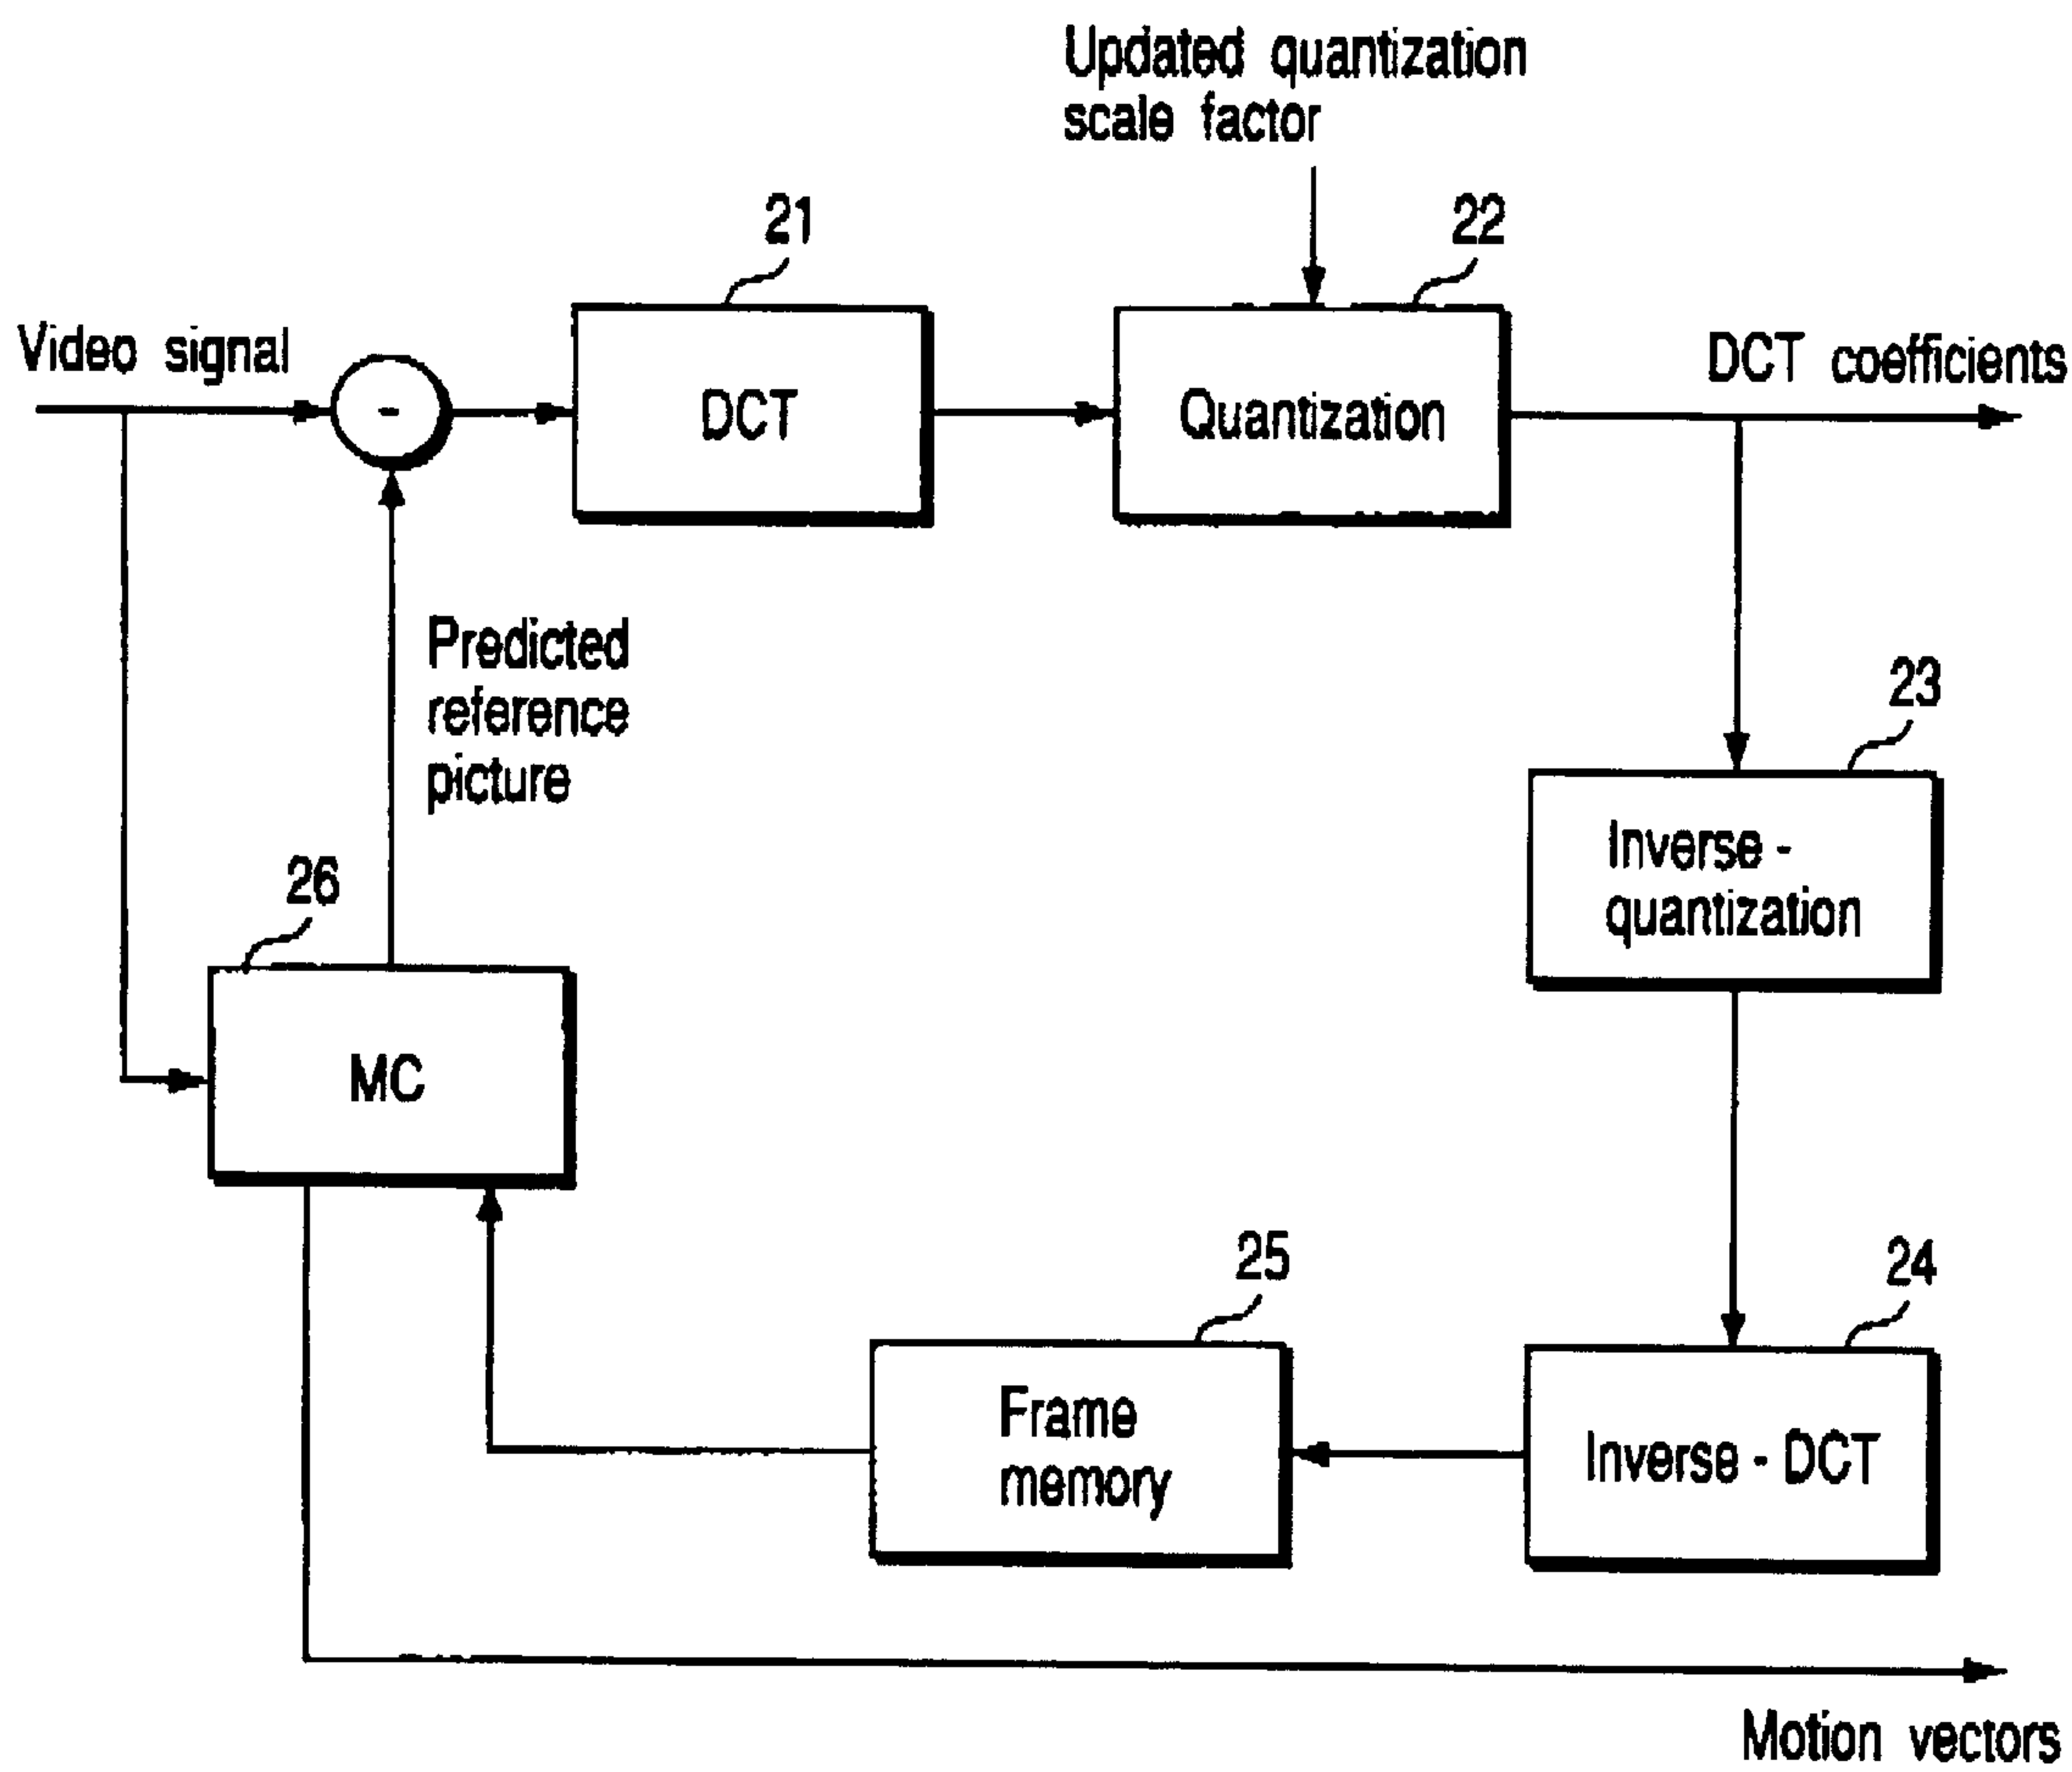 Updated quantization
scale factor
21
22
Video signal
-
DCT
Quantization
DCT coefficients
Predicted
reference
picture
23
Inverse -
quantization
26
MC
25
24
Frame
memory
Inverse - DCT
Motion vectors